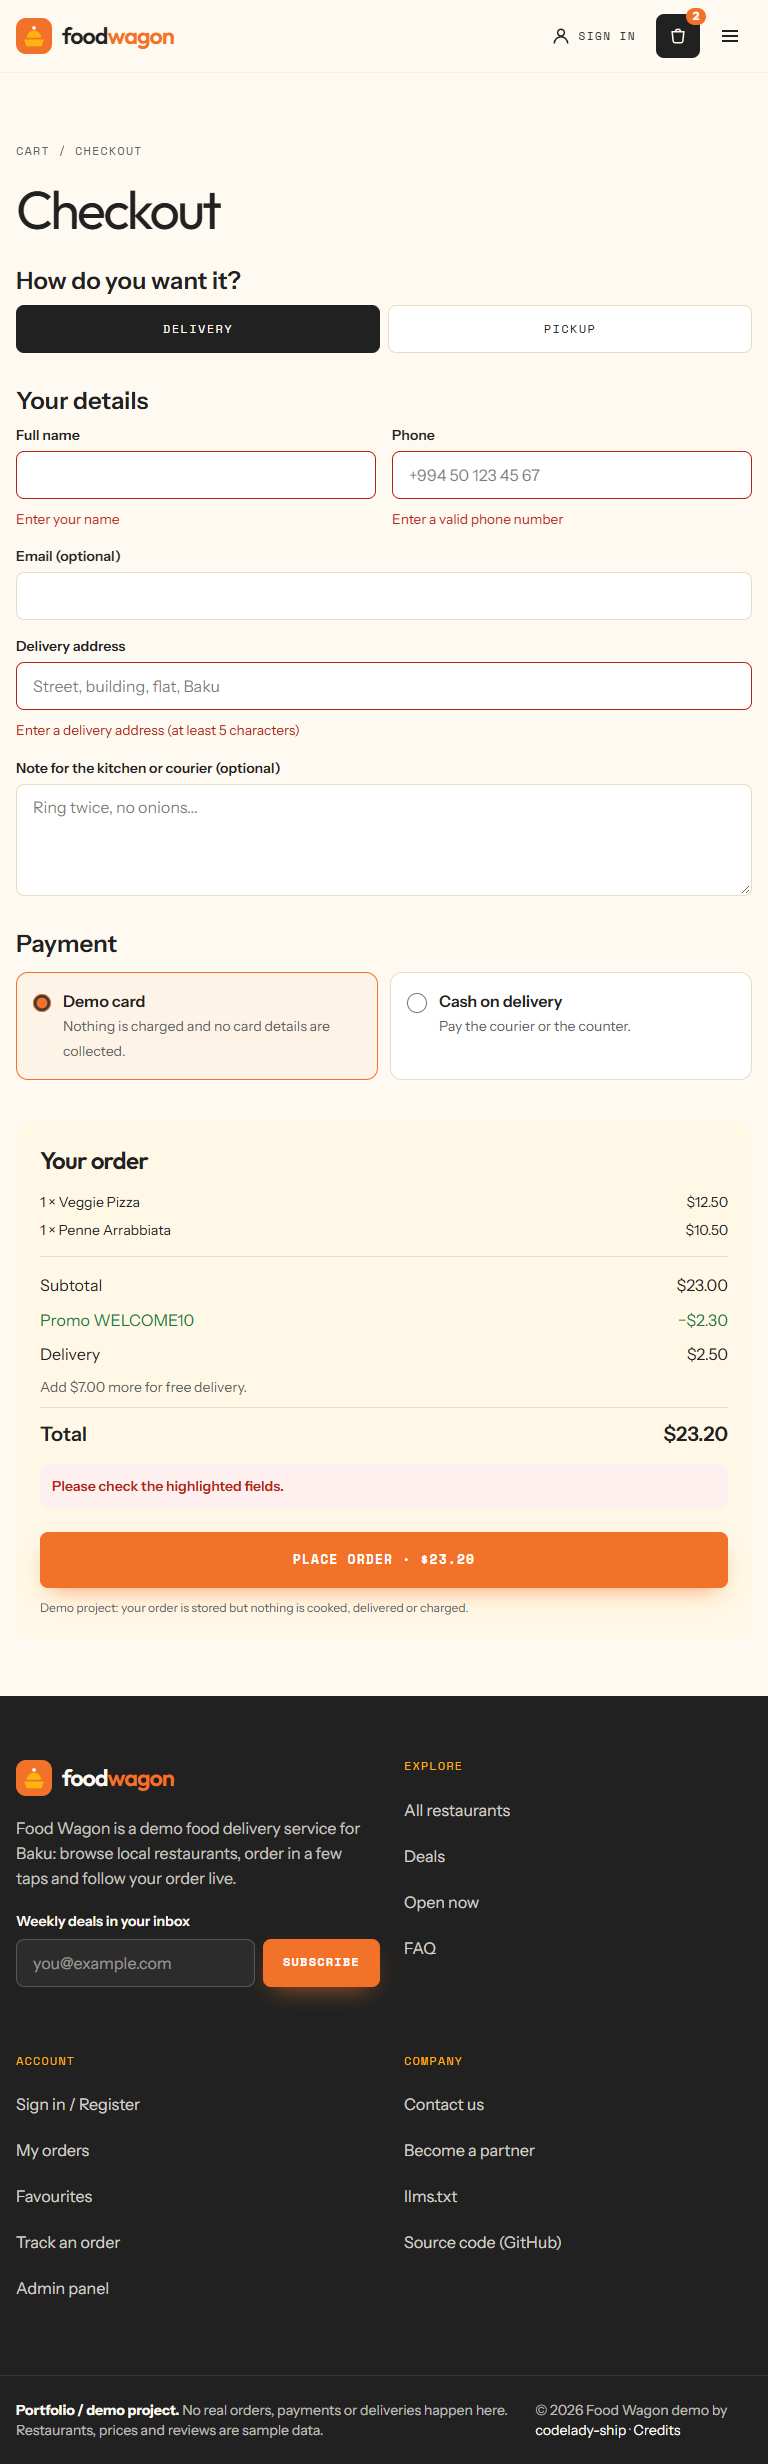 foodwagon
SIGN IN
2
CART / CHECKOUT
Checkout
How do you want it?
DELIVERY
PICKUP
Your details
Full name
Phone
+994 50 123 45 67
Enter your name
Enter a valid phone number
Email (optional)
Delivery address
Street, building, flat, Baku
Enter a delivery address (at least 5 characters)
Note for the kitchen or courier (optional)
Ring twice, no onions...
Payment
Demo card
Nothing is charged and no card details are
collected.
Cash on delivery
Pay the courier or the counter.
Your order
1 × Veggie Pizza $12.50
1 × Penne Arrabbiata $10.50
Subtotal $23.00
Promo WELCOME10 −$2.30
Delivery $2.50
Add $7.00 more for free delivery.
Total $23.20
Please check the highlighted fields.
PLACE ORDER · $23.20
Demo project: your order is stored but nothing is cooked, delivered or charged.
foodwagon
Food Wagon is a demo food delivery service for
Baku: browse local restaurants, order in a few
taps and follow your order live.
Weekly deals in your inbox
you@example.com
SUBSCRIBE
EXPLORE
All restaurants
Deals
Open now
FAQ
ACCOUNT
Sign in / Register
My orders
Favourites
Track an order
Admin panel
COMPANY
Contact us
Become a partner
llms.txt
Source code (GitHub)
Portfolio / demo project. No real orders, payments or deliveries happen here.
Restaurants, prices and reviews are sample data.
© 2026 Food Wagon demo by
codelady-ship · Credits